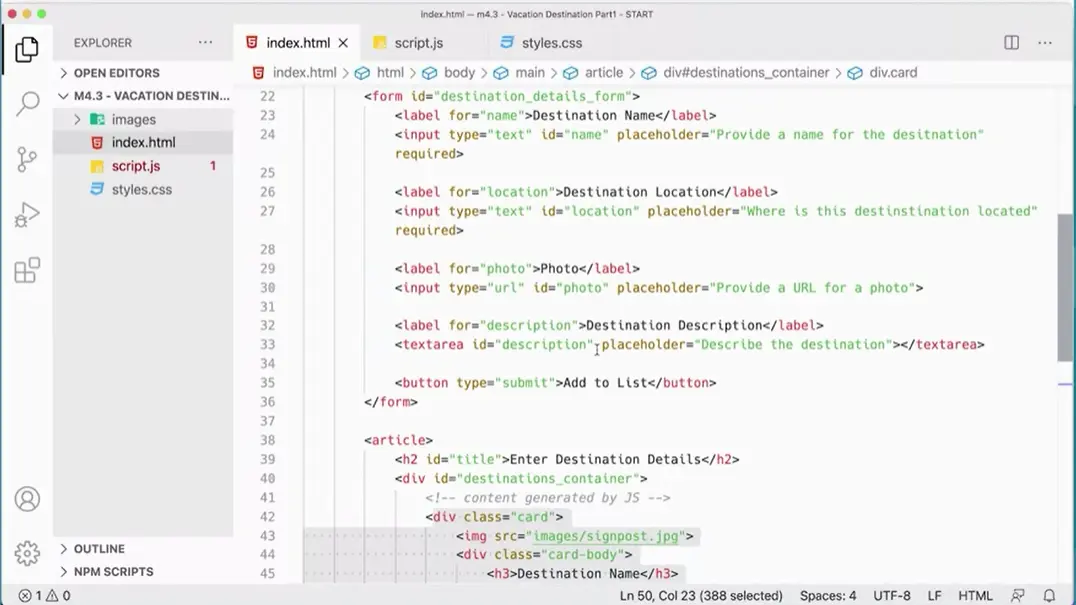 index.html — m4.3 - Vacation Destination Part1 - START
EXPLORER
index.html
script.js
styles.css
OPEN EDITORS
index.html > html > body > main > article > div#destinations_container > div.card
M4.3 - VACATION DESTIN...
images
index.html
script.js 1
styles.css
22 <form id="destination_details_form">
23 <label for="name">Destination Name</label>
24 <input type="text" id="name" placeholder="Provide a name for the desitnation"
required>
25
26 <label for="location">Destination Location</label>
27 <input type="text" id="location" placeholder="Where is this destinstination located"
required>
28
29 <label for="photo">Photo</label>
30 <input type="url" id="photo" placeholder="Provide a URL for a photo">
31
32 <label for="description">Destination Description</label>
33 <textarea id="description" placeholder="Describe the destination"></textarea>
34
35 <button type="submit">Add to List</button>
36 </form>
37
38 <article>
39 <h2 id="title">Enter Destination Details</h2>
40 <div id="destinations_container">
41 <!-- content generated by JS -->
42 <div class="card">
43 <img src="images/signpost.jpg">
44 <div class="card-body">
45 <h3>Destination Name</h3>
OUTLINE
NPM SCRIPTS
1 0
Ln 50, Col 23 (388 selected) Spaces: 4 UTF-8 LF HTML